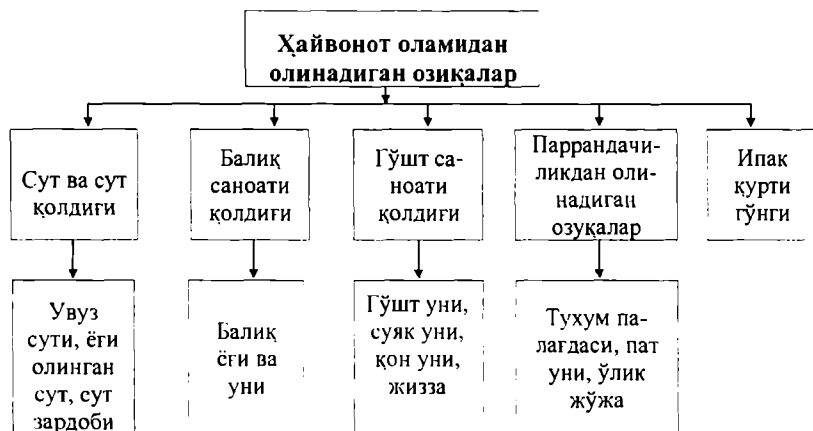 Ҳайвонот оламидан
олинадиган озиқалар
Сут ва сут
қолдиғи
Балиқ
саноати
қолдиғи
Гўшт са-
ноати
қолдиғи
Паррандачи-
ликдан оли-
надиган
озуқалар
Ипак
қурти
гўнги
Увуз
сути, ёғи
олинган
сут, сут
зардоби
Балиқ
ёғи ва
уни
Гўшт уни,
суяк уни,
қон уни,
жизза
Тухум па-
лағдаси, пат
уни, ўлик
жўжа